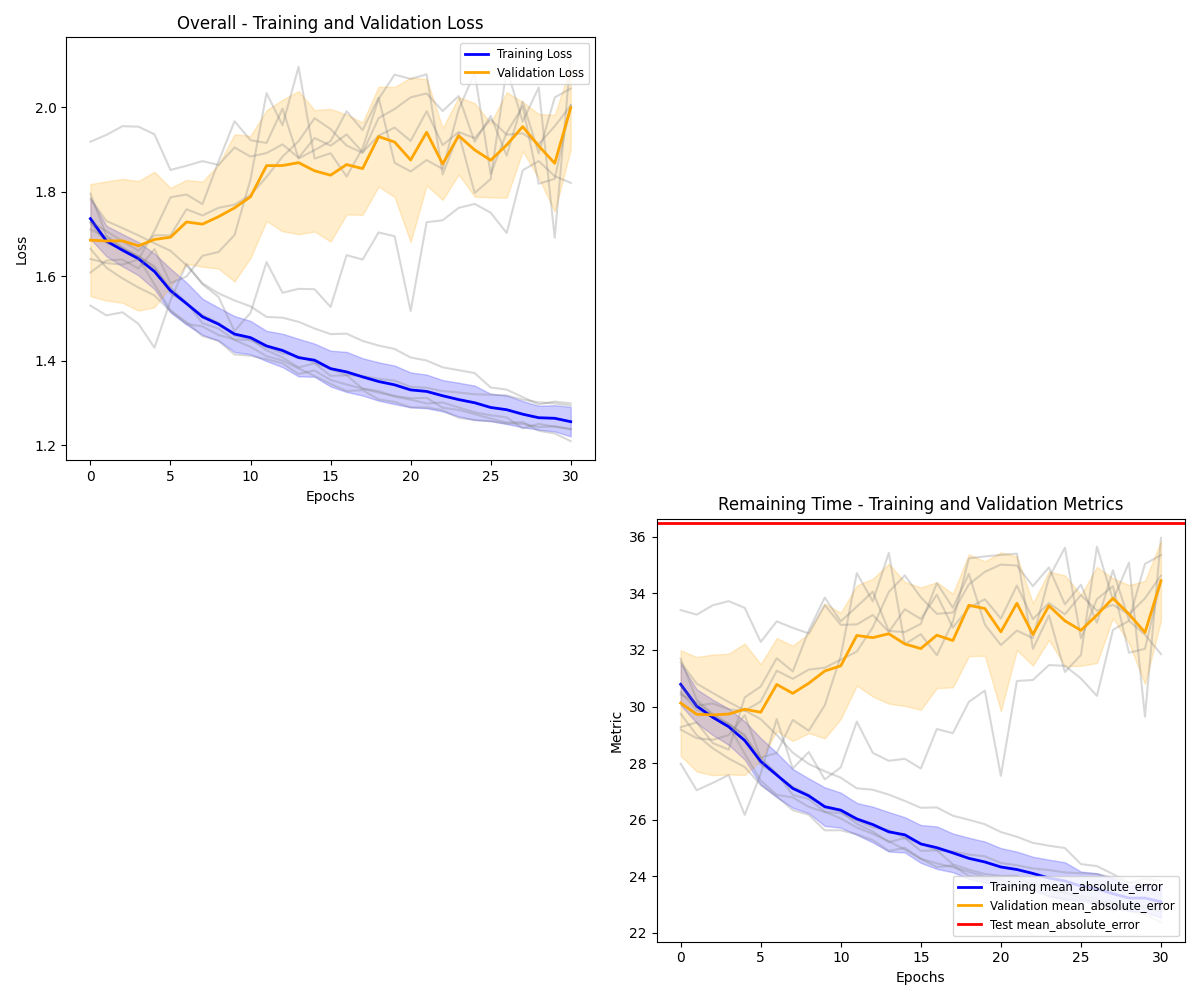 Overall - Training and Validation Loss
Training Loss
Validation Loss
2.0
1.8
1.6
1.4
1.2
Loss
0 5 10 15 20 25 30
Epochs
Remaining Time - Training and Validation Metrics
36
34
32
30
28
26
24
22
Metric
Training mean_absolute_error
Validation mean_absolute_error
Test mean_absolute_error
0 5 10 15 20 25 30
Epochs